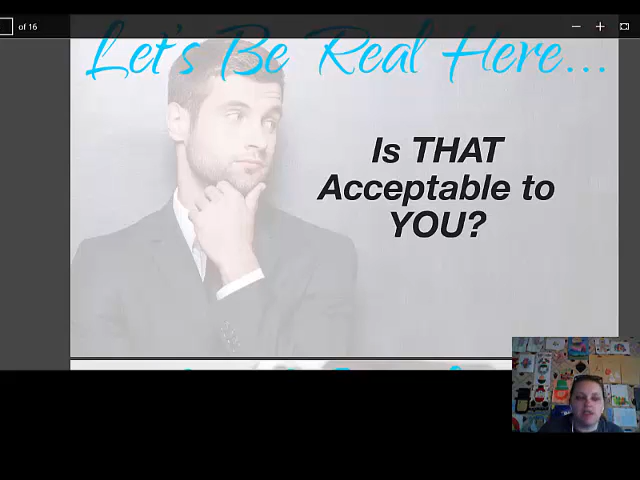 of 16
Let's Be Real Here...
Is THAT
Acceptable to
YOU?